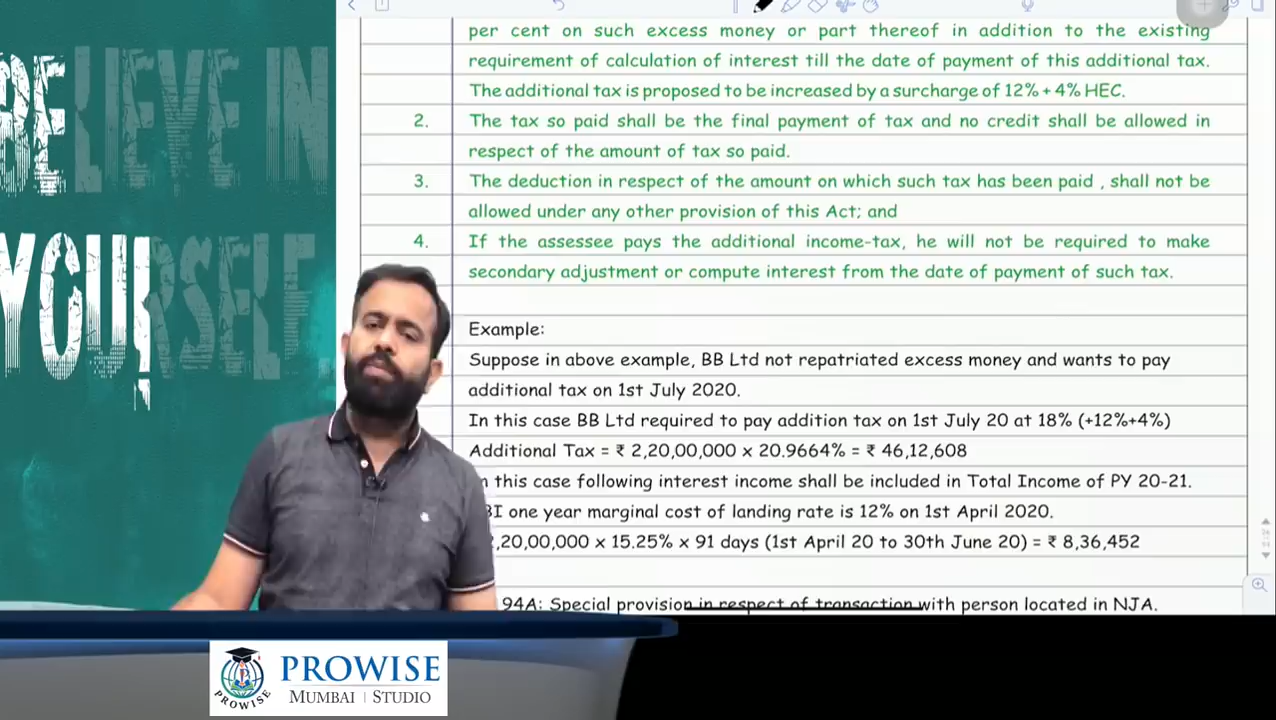 BELIEVE IN
YOURSELF
!
per cent on such excess money or part thereof in addition to the existing
requirement of calculation of interest till the date of payment of this additional tax.
The additional tax is proposed to be increased by a surcharge of 12% + 4% HEC.
2. The tax so paid shall be the final payment of tax and no credit shall be allowed in
respect of the amount of tax so paid.
3. The deduction in respect of the amount on which such tax has been paid , shall not be
allowed under any other provision of this Act; and
4. If the assessee pays the additional income-tax, he will not be required to make
secondary adjustment or compute interest from the date of payment of such tax.
Example:
Suppose in above example, BB Ltd not repatriated excess money and wants to pay
additional tax on 1st July 2020.
In this case BB Ltd required to pay addition tax on 1st July 20 at 18% (+12%+4%)
Additional Tax = ₹ 2,20,00,000 x 20.9664% = ₹ 46,12,608
n this case following interest income shall be included in Total Income of PY 20-21.
BI one year marginal cost of landing rate is 12% on 1st April 2020.
,20,00,000 x 15.25% x 91 days (1st April 20 to 30th June 20) = ₹ 8,36,452
94A: Special provision in respect of transaction with person located in NJA.
PROWISE
PROWISE
MUMBAI | STUDIO